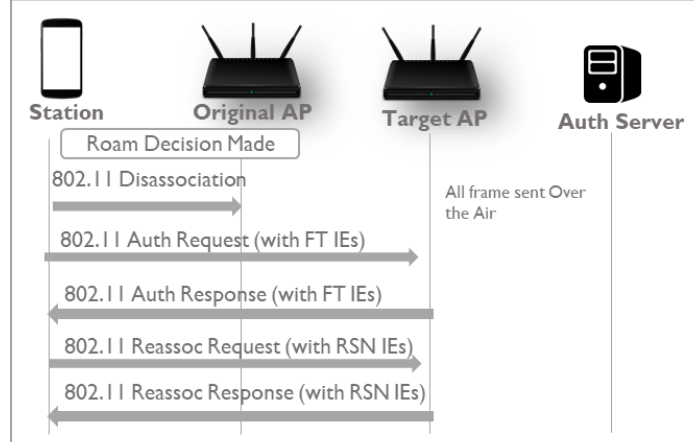 Station
Original AP
Target AP
Auth Server
Roam Decision Made
802.11 Disassociation
All frame sent Over
the Air
802.11 Auth Request (with FT IEs)
802.11 Auth Response (with FT IEs)
802.11 Reassoc Request (with RSN IEs)
802.11 Reassoc Response (with RSN IEs)